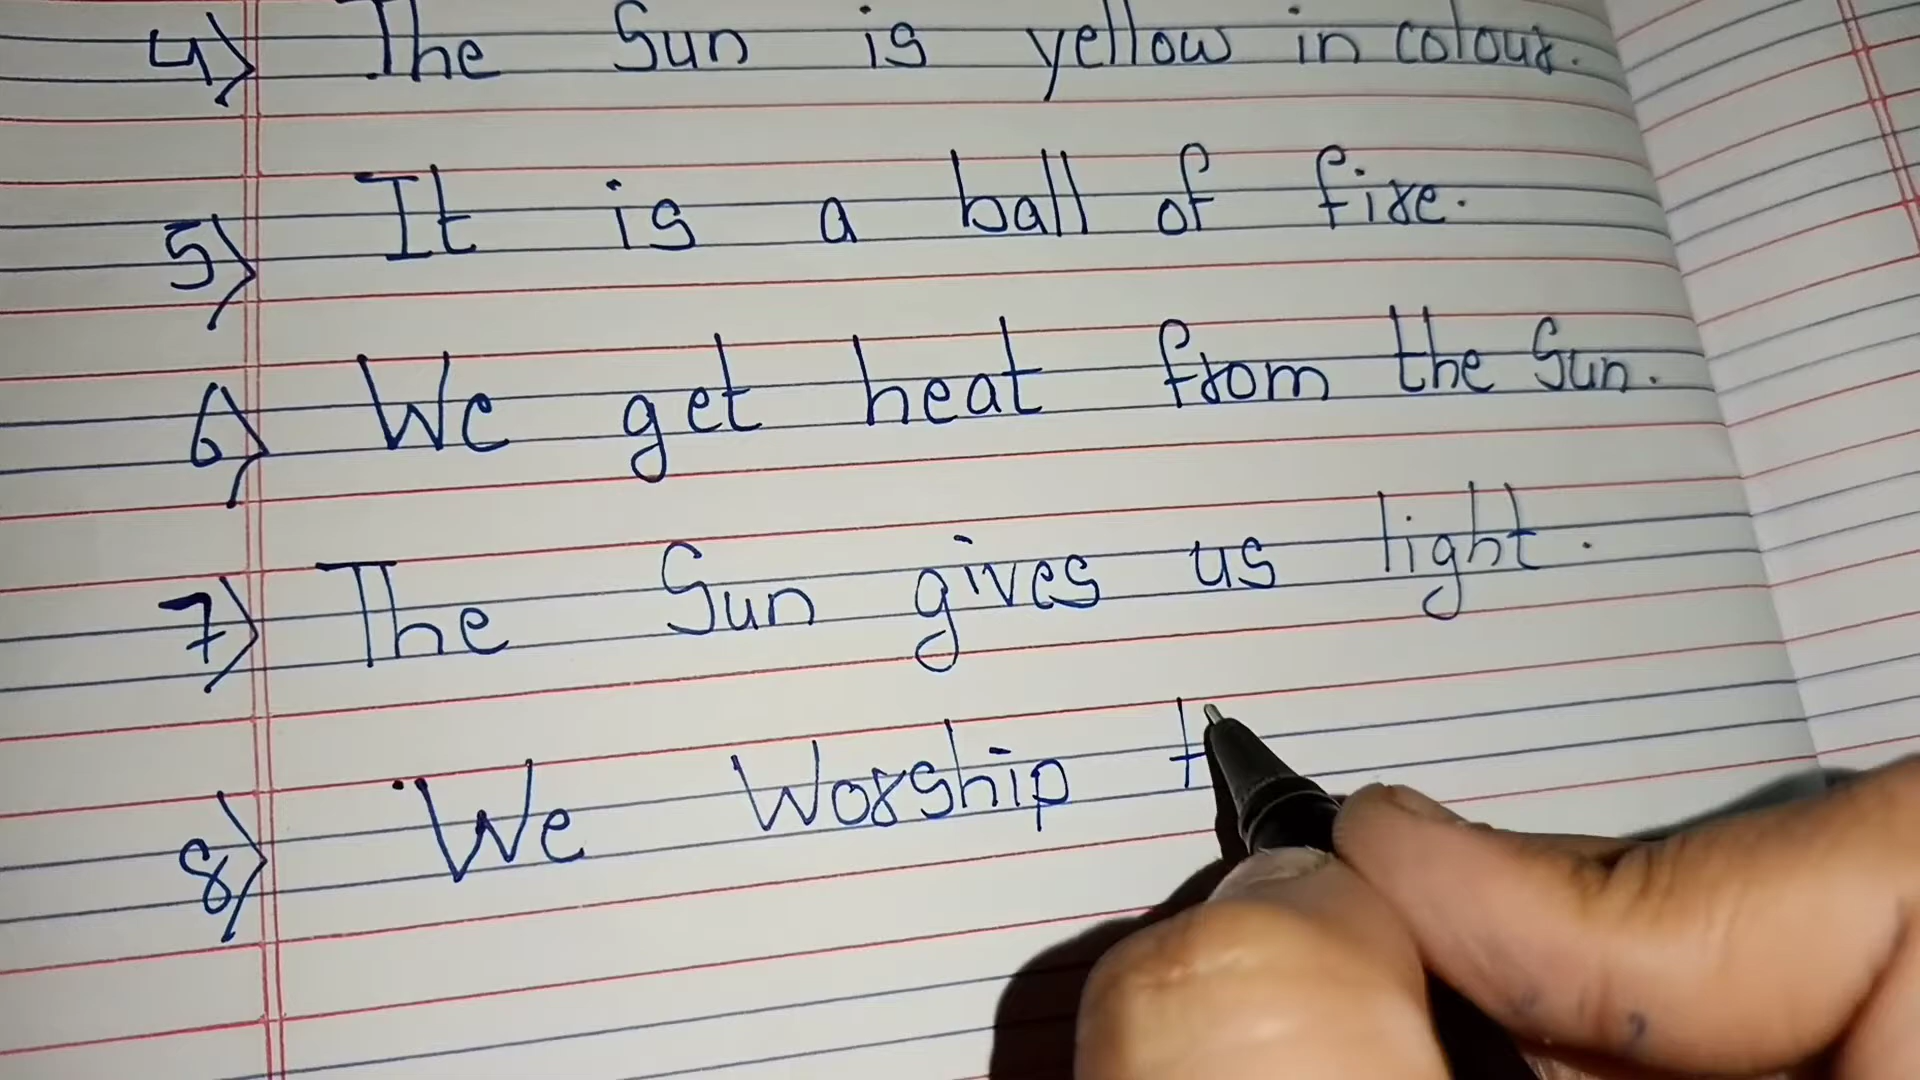 4) The Sun is yellow in colour.
5) It is a ball of fire.
6) We get heat from the Sun.
7) The Sun gives us light.
8) We Worship t